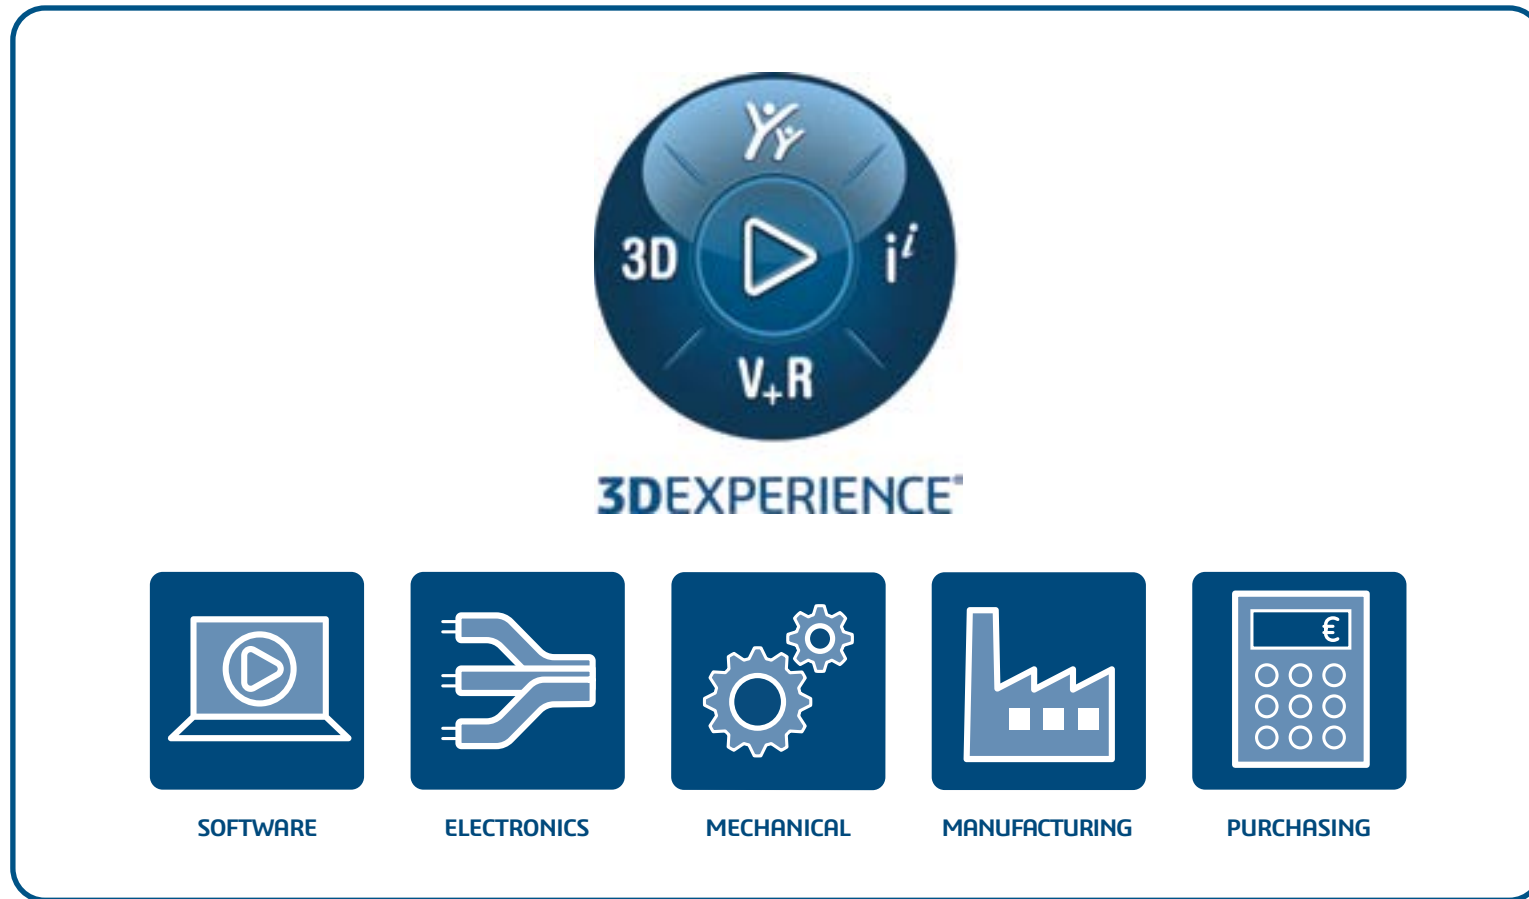 3D
i i
V+R
3DEXPERIENCE®
€
SOFTWARE
ELECTRONICS
MECHANICAL
MANUFACTURING
PURCHASING